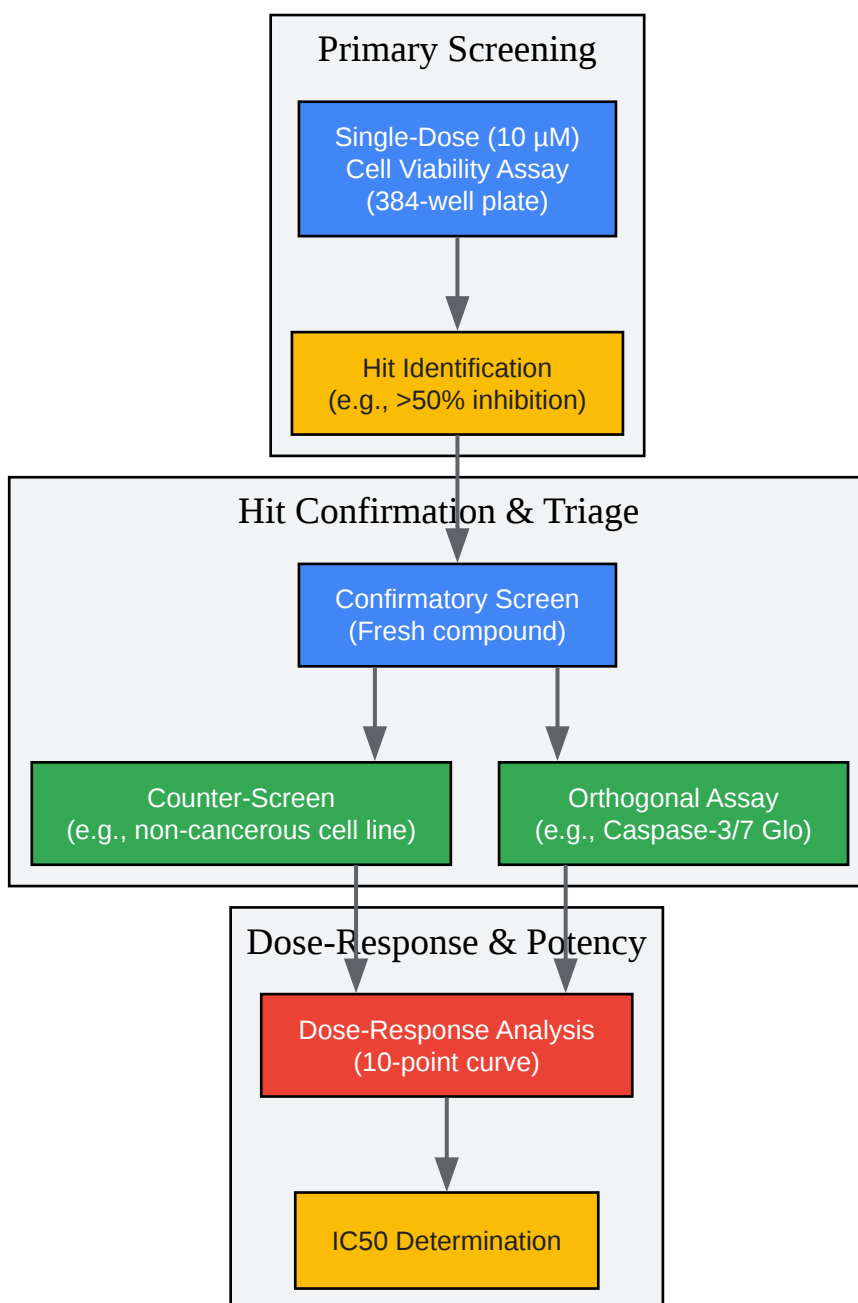 Primary Screening
Single-Dose (10 µM)
Cell Viability Assay
(384-well plate)
Hit Identification
(e.g., >50% inhibition)
Hit Confirmation & Triage
Confirmatory Screen
(Fresh compound)
Counter-Screen
(e.g., non-cancerous cell line)
Orthogonal Assay
(e.g., Caspase-3/7 Glo)
Dose-Response & Potency
Dose-Response Analysis
(10-point curve)
IC50 Determination